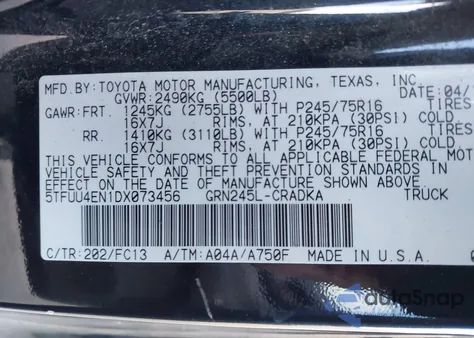 MFD.BY: TOYOTA MOTOR MANUFACTURING, TEXAS, INC.
GVWR: 2490KG (5500LB) 04/
GAWR: FRT. 1245KG (2755LB) WITH P245/75R16 TIRES
16X7J RIMS, AT 210KPA (30PSI) COLD
RR. 1410KG (3110LB) WITH P245/75R16 TIRES
16X7J RIMS, AT 210KPA (30PSI) COLD
THIS VEHICLE CONFORMS TO ALL APPLICABLE FEDERAL MOTOR
VEHICLE SAFETY AND THEFT PREVENTION STANDARDS IN
EFFECT ON THE DATE OF MANUFACTURE SHOWN ABOVE.
5TFUU4EN1DX073456 GRN245L-CRADKA TRUCK
C/TR: 202/FC13 A/TM: A04A/A750F MADE IN U.S.A.
AutoSnap